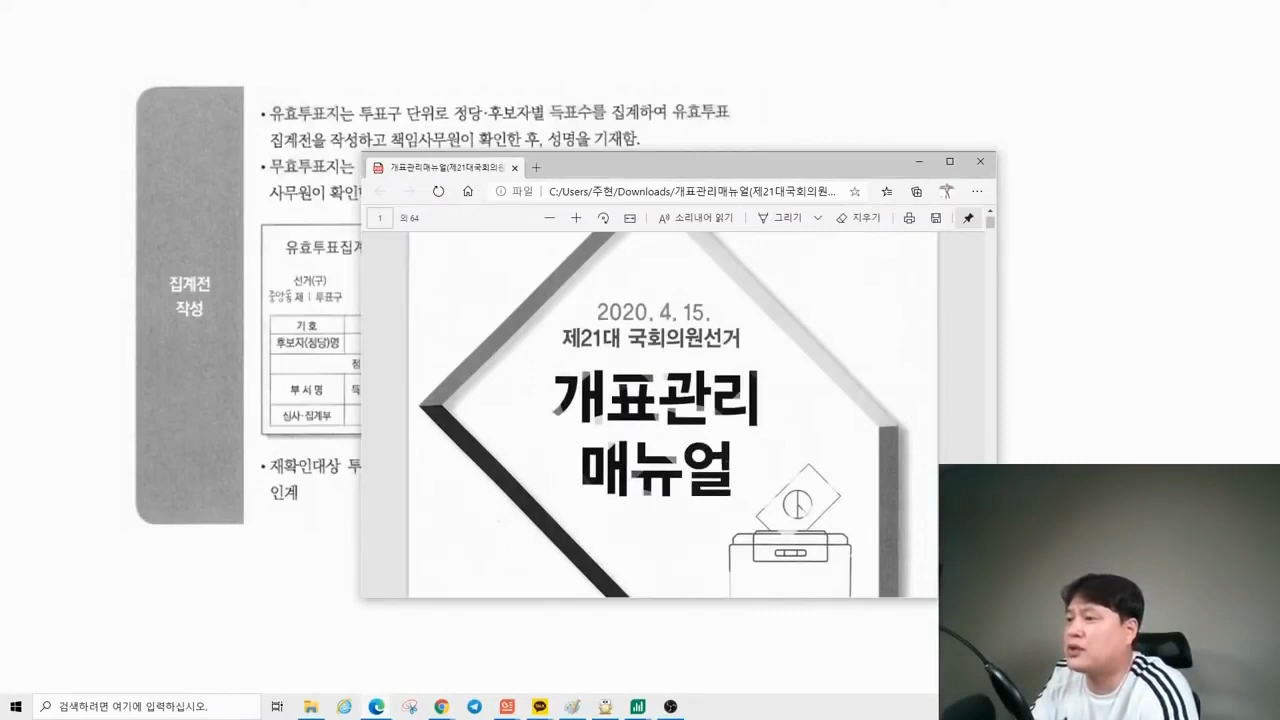 • 유효투표지는 투표구 단위로 정당·후보자별 득표수를 집계하여 유효투표
집계전을 작성하고 책임사무원이 확인한 후, 성명을 기재함.
• 무효투표지는
사무원이 확인
집계전
작성
유효투표집계
선거(구)
중앙동 제 1 투표구
기 호
후보자(정당)명
부 서 명
심사·집계부
• 재확인대상 투
인계
개표관리매뉴얼(제21대국회의원
파일 C:/Users/주현/Downloads/개표관리매뉴얼(제21대국회의원...
1 의 64
소리내어 읽기 그리기 지우기
2020. 4. 15.
제21대 국회의원선거
개표관리
매뉴얼
검색하려면 여기에 입력하십시오.